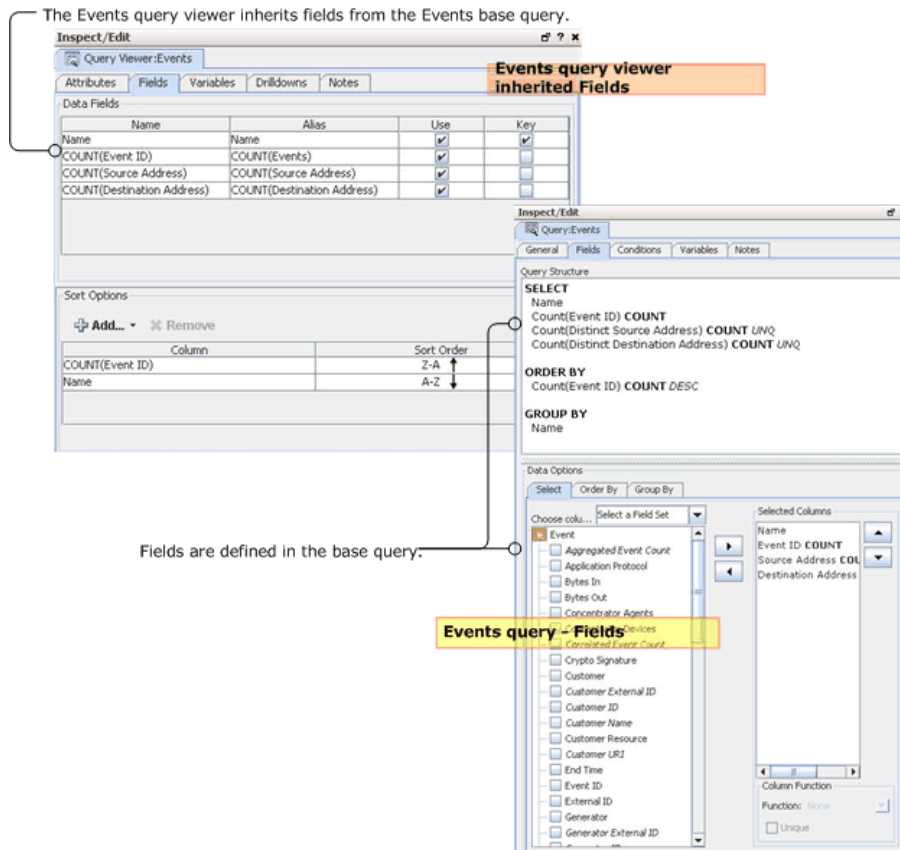 The Events query viewer inherits fields from the Events base query.
Inspect/Edit
Query Viewer:Events
Events query viewer
inherited Fields
Attributes Fields Variables Drilldowns Notes
Data Fields
Name Alias Use Key
Name Name
COUNT(Event ID) COUNT(Events)
COUNT(Source Address) COUNT(Source Address)
COUNT(Destination Address) COUNT(Destination Address)
Sort Options
Add... Remove
Column Sort Order
COUNT(Event ID) Z-A
Name A-Z
Inspect/Edit
Query:Events
General Fields Conditions Variables Notes
Query Structure
SELECT
Name
Count(Event ID) COUNT
Count(Distinct Source Address) COUNT UNQ
Count(Distinct Destination Address) COUNT UNQ
ORDER BY
Count(Event ID) COUNT DESC
GROUP BY
Name
Data Options
Select Order By Group By
Choose colu... Select a Field Set
Fields are defined in the base query.
Event
Aggregated Event Count
Application Protocol
Bytes In
Bytes Out
Concentrator Agents
Devices
Events query - Fields
Correlated Event Count
Crypto Signature
Customer
Customer External ID
Customer ID
Customer Name
Customer Resource
Customer URI
End Time
Event ID
External ID
Generator
Generator External ID
Selected Columns
Name
Event ID COUNT
Source Address COU
Destination Address
Column Function
Function: None
Unique